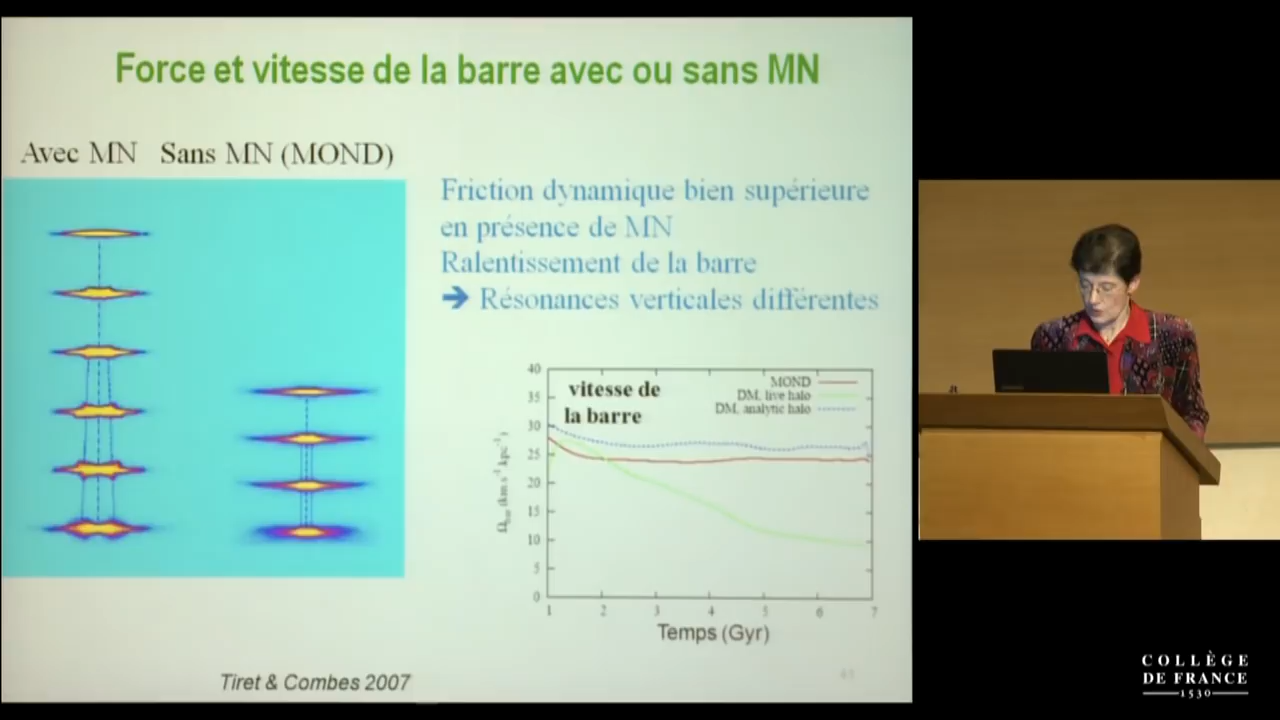 Force et vitesse de la barre avec ou sans MN
Avec MN Sans MN (MOND)
Friction dynamique bien supérieure
en présence de MN
Ralentissement de la barre
➔ Résonances verticales différentes
vitesse de
la barre
MOND
DM, live halo
DM, analytic halo
40
35
30
25
20
15
10
5
0
1 2 3 4 5 6 7
Temps (Gyr)
Tiret & Combes 2007
COLLÈGE
DE FRANCE
1530